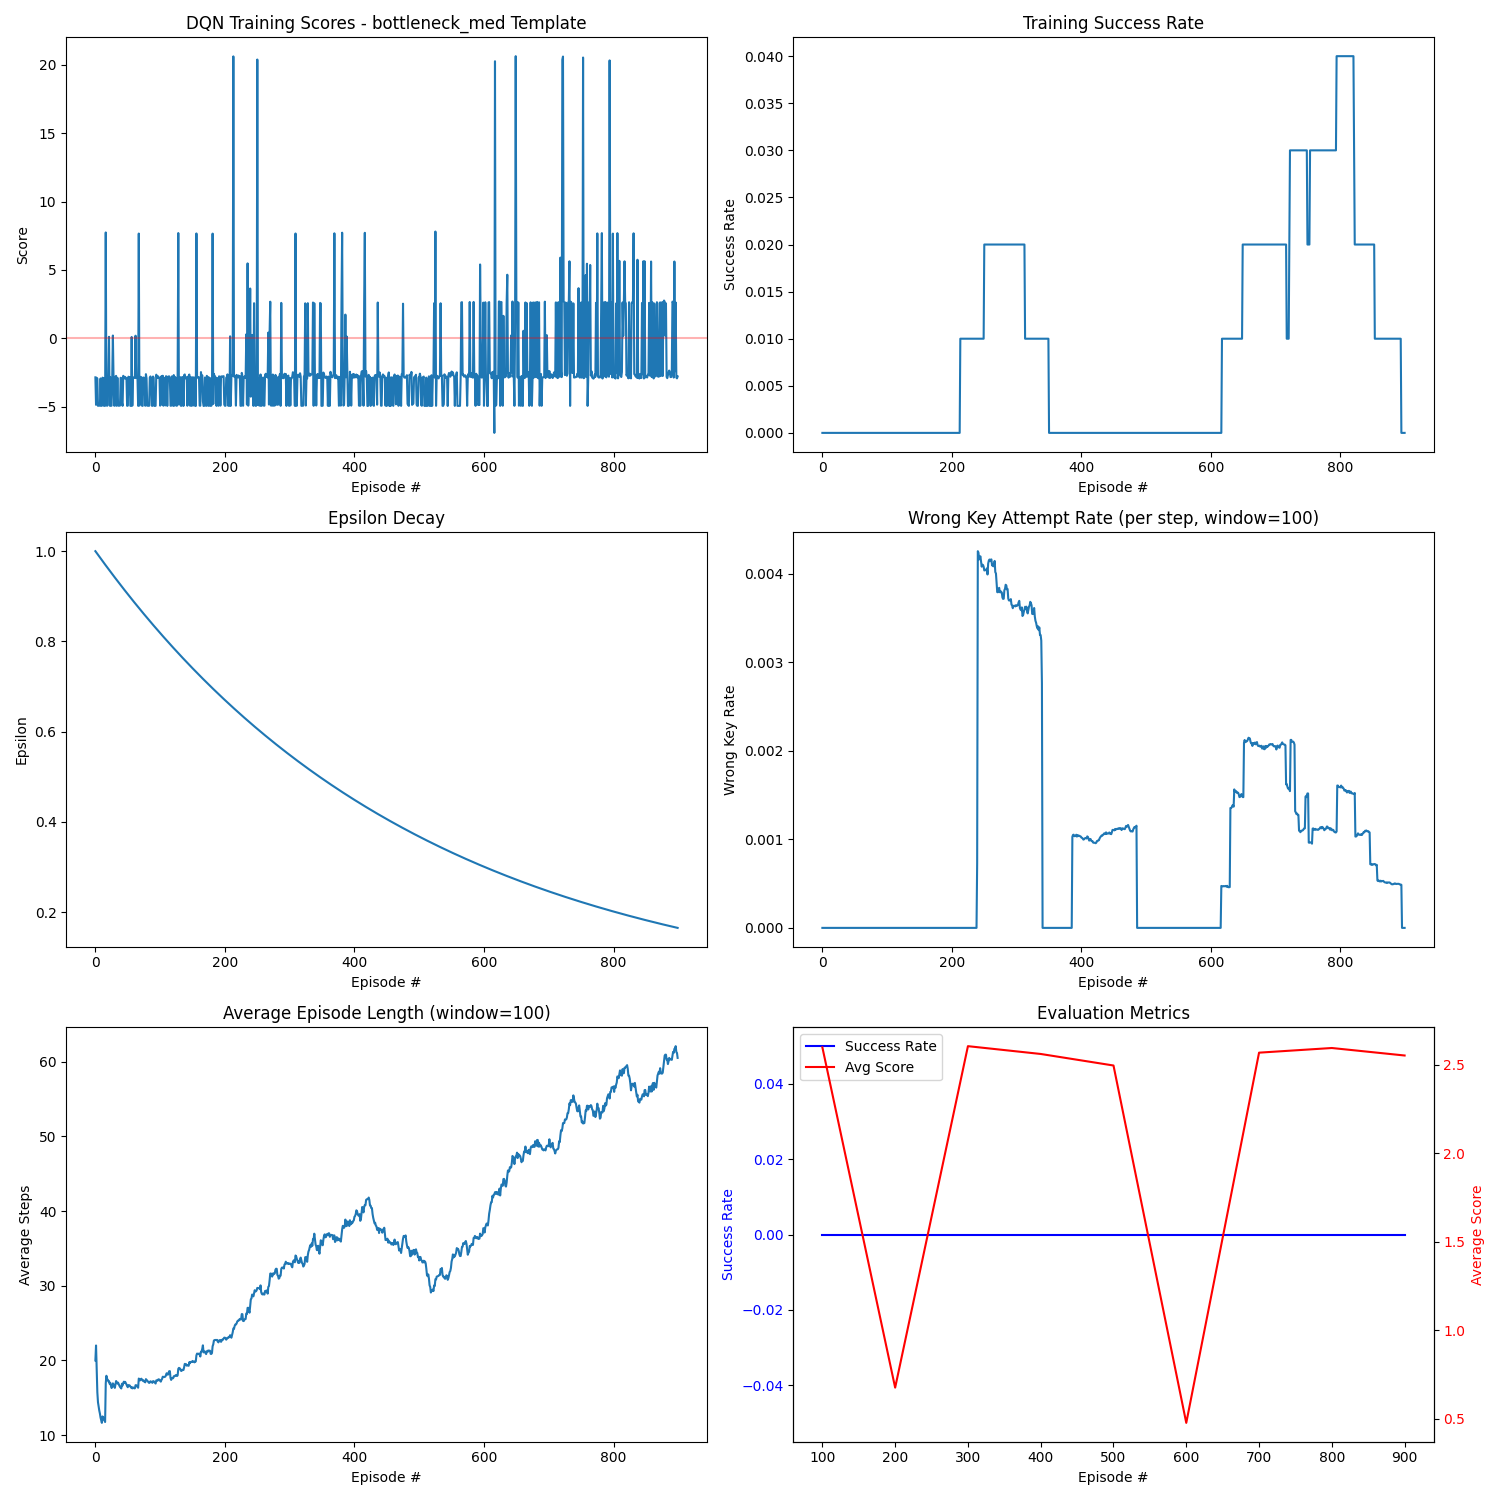 DQN Training Scores - bottleneck_med Template
Score
20
15
10
5
0
−5
0 200 400 600 800
Episode #
Training Success Rate
Success Rate
0.040
0.035
0.030
0.025
0.020
0.015
0.010
0.005
0.000
0 200 400 600 800
Episode #
Epsilon Decay
Epsilon
1.0
0.8
0.6
0.4
0.2
0 200 400 600 800
Episode #
Wrong Key Attempt Rate (per step, window=100)
Wrong Key Rate
0.004
0.003
0.002
0.001
0.000
0 200 400 600 800
Episode #
Average Episode Length (window=100)
Average Steps
60
50
40
30
20
10
0 200 400 600 800
Episode #
Evaluation Metrics
Success Rate
Avg Score
Success Rate
0.04
0.02
0.00
−0.02
−0.04
2.5
2.0
1.5
1.0
0.5
Average Score
100 200 300 400 500 600 700 800 900
Episode #